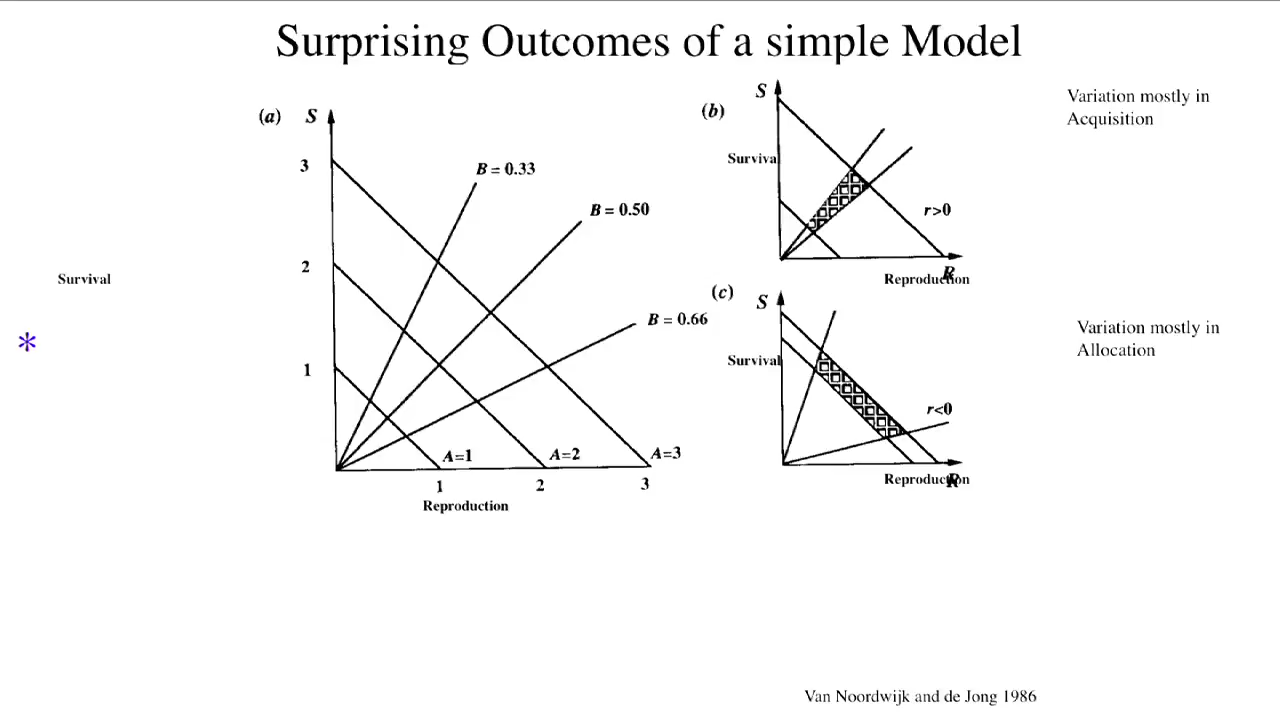 Surprising Outcomes of a simple Model
(a) S
3
2
1
B = 0.33
B = 0.50
B = 0.66
A=1
A=2
A=3
1 2 3
Reproduction
Survival
*
(b)
S
Surviva
r>0
R
Reproduction
Variation mostly in
Acquisition
(c)
S
Survival
r<0
R
Reproduction
Variation mostly in
Allocation
Van Noordwijk and de Jong 1986